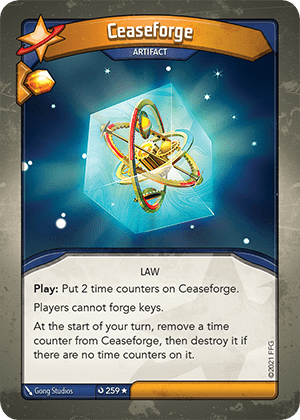 Ceaseforge
ARTIFACT
LAW
Play: Put 2 time counters on Ceaseforge.
Players cannot forge keys.
At the start of your turn, remove a time
counter from Ceaseforge, then destroy it if
there are no time counters on it.
©2021 FFG
Gong Studios
259